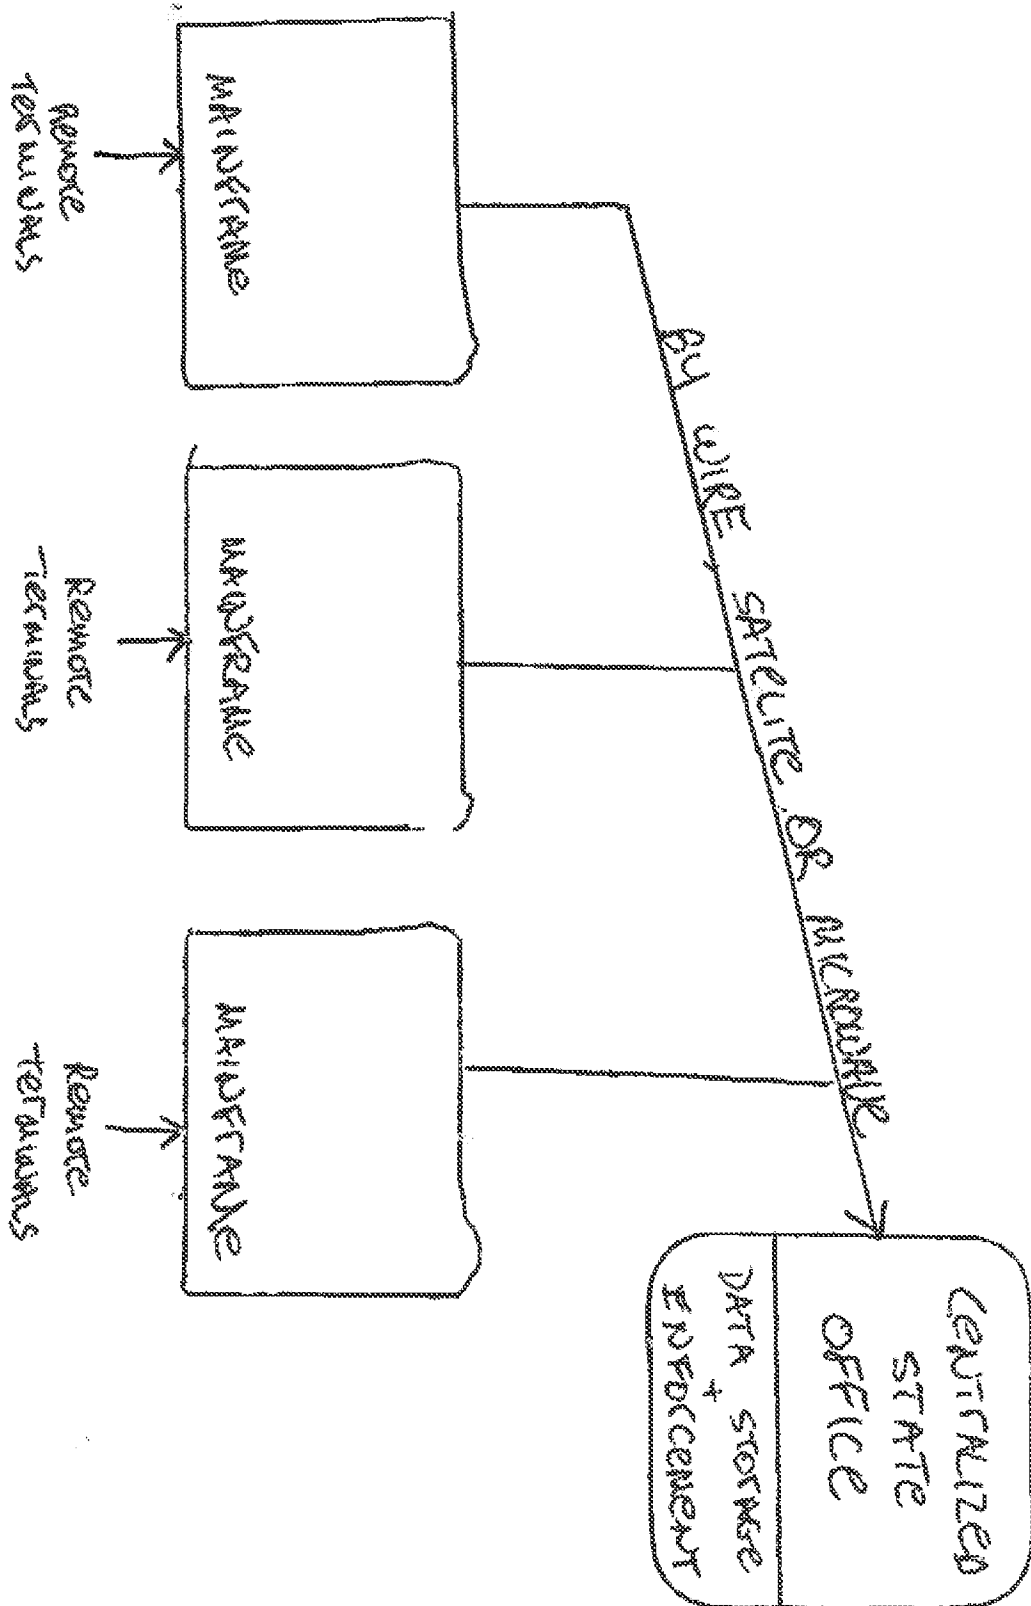 CENTRALIZED
STATE
OFFICE
DATA STORAGE
+
ENFORCEMENT
BY WIRE, SATELITE OR MICROWAVE
MAINFRAME
MAINFRAME
MAINFRAME
Remote
Terminals
Remote
Terminals
Remote
Terminals